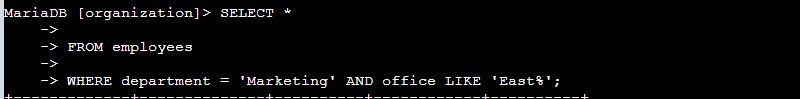 MariaDB [organization]> SELECT *
->
->
-> FROM employees
->
-> WHERE department = 'Marketing' AND office LIKE 'East%';
+-------------+--------------+----------+------------+----------+